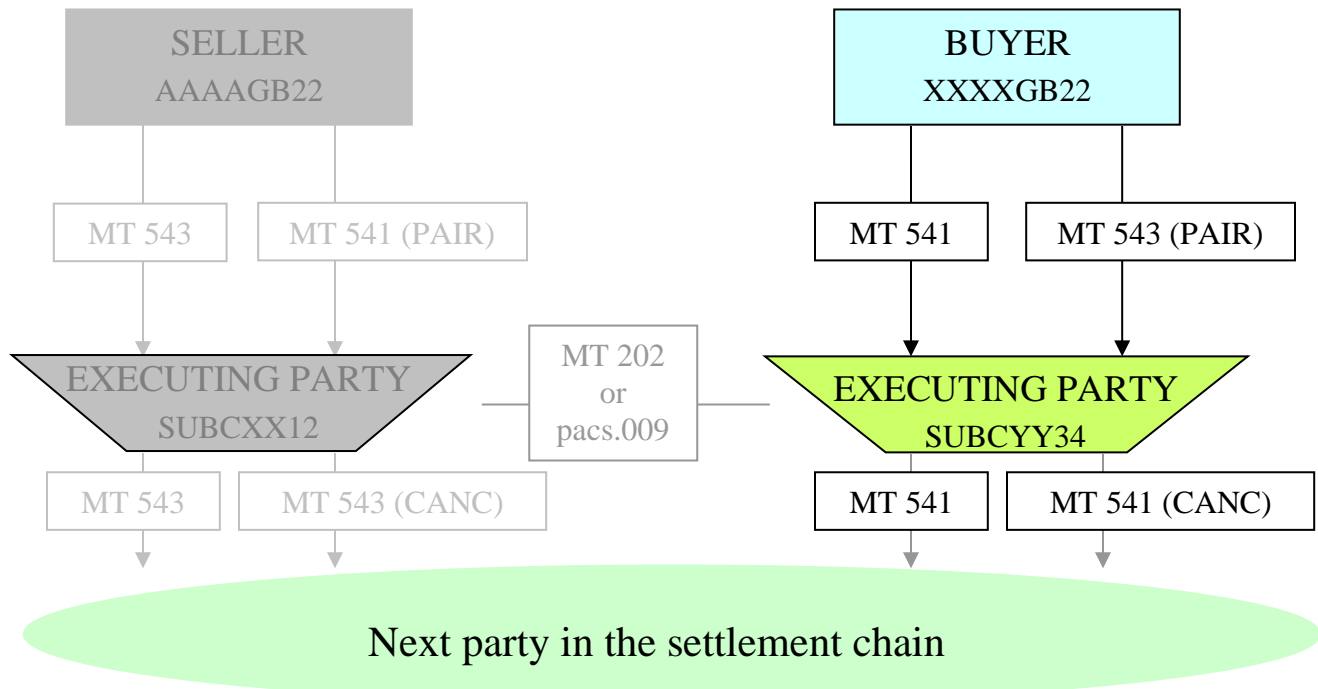 SELLER
AAAAGB22
BUYER
XXXXGB22
MT 543
MT 541 (PAIR)
MT 541
MT 543 (PAIR)
EXECUTING PARTY
SUBCXX12
MT 202
or
pacs.009
EXECUTING PARTY
SUBCYY34
MT 543
MT 543 (CANC)
MT 541
MT 541 (CANC)
Next party in the settlement chain